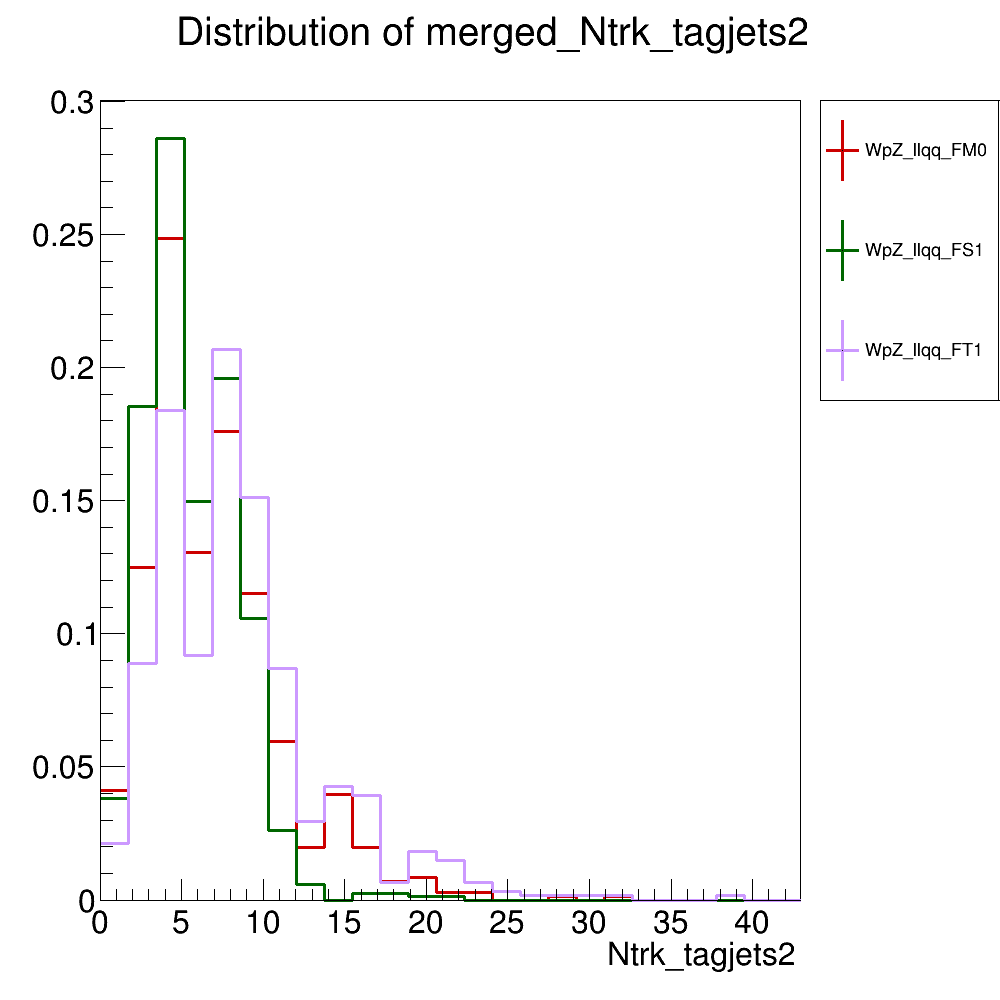 Distribution of merged_Ntrk_tagjets2
0.3
0.25
0.2
0.15
0.1
0.05
0
0 5 10 15 20 25 30 35 40
Ntrk_tagjets2
WpZ_llqq_FM0
WpZ_llqq_FS1
WpZ_llqq_FT1